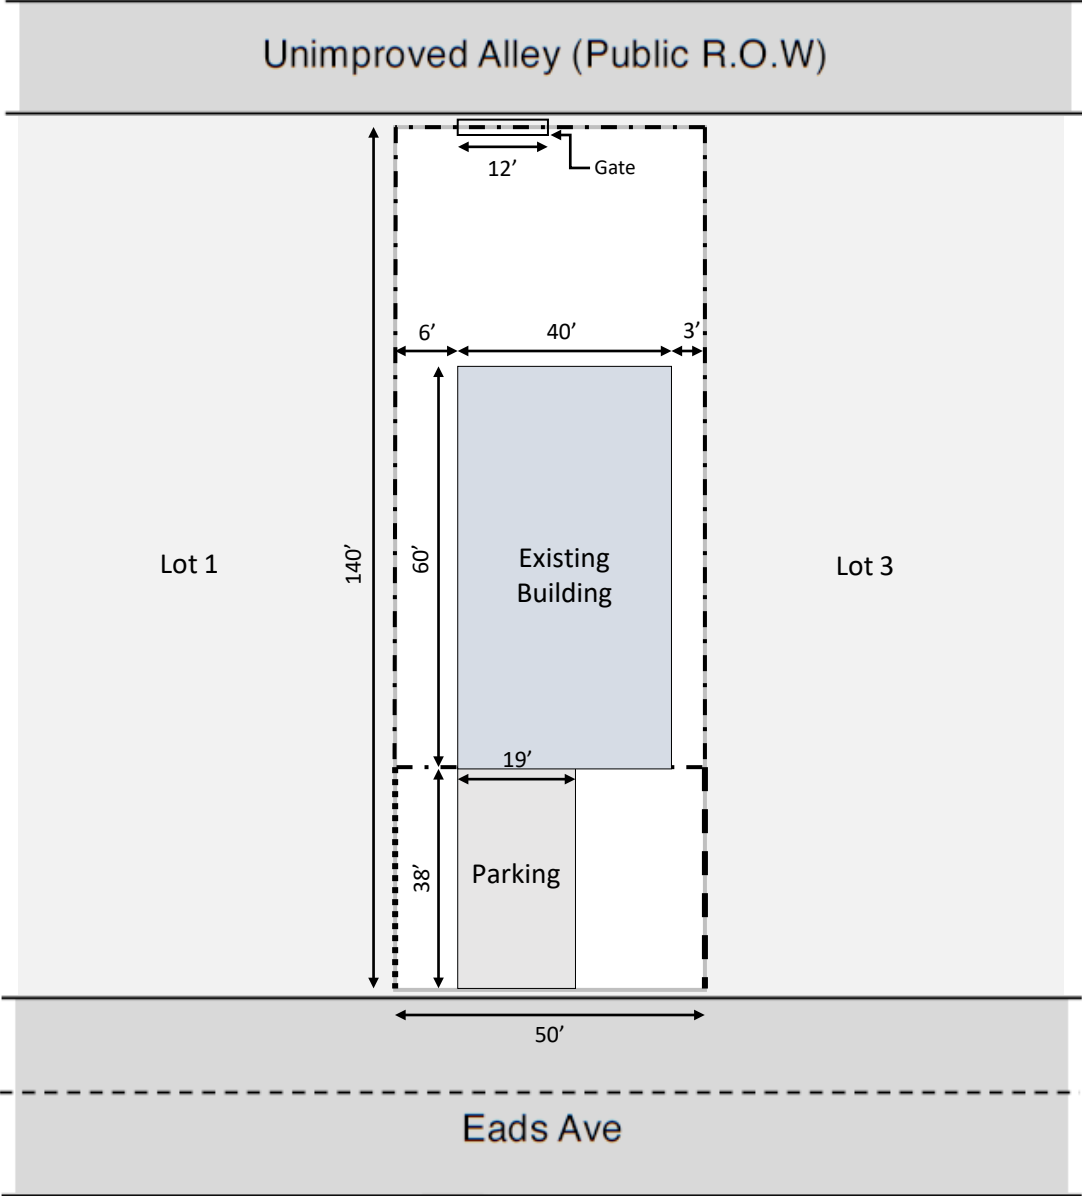 Unimproved Alley (Public R.O.W)
12’
Gate
6’
40’
3’
140’
60’
Existing
Building
Lot 1
Lot 3
19’
38’
Parking
50’
Eads Ave